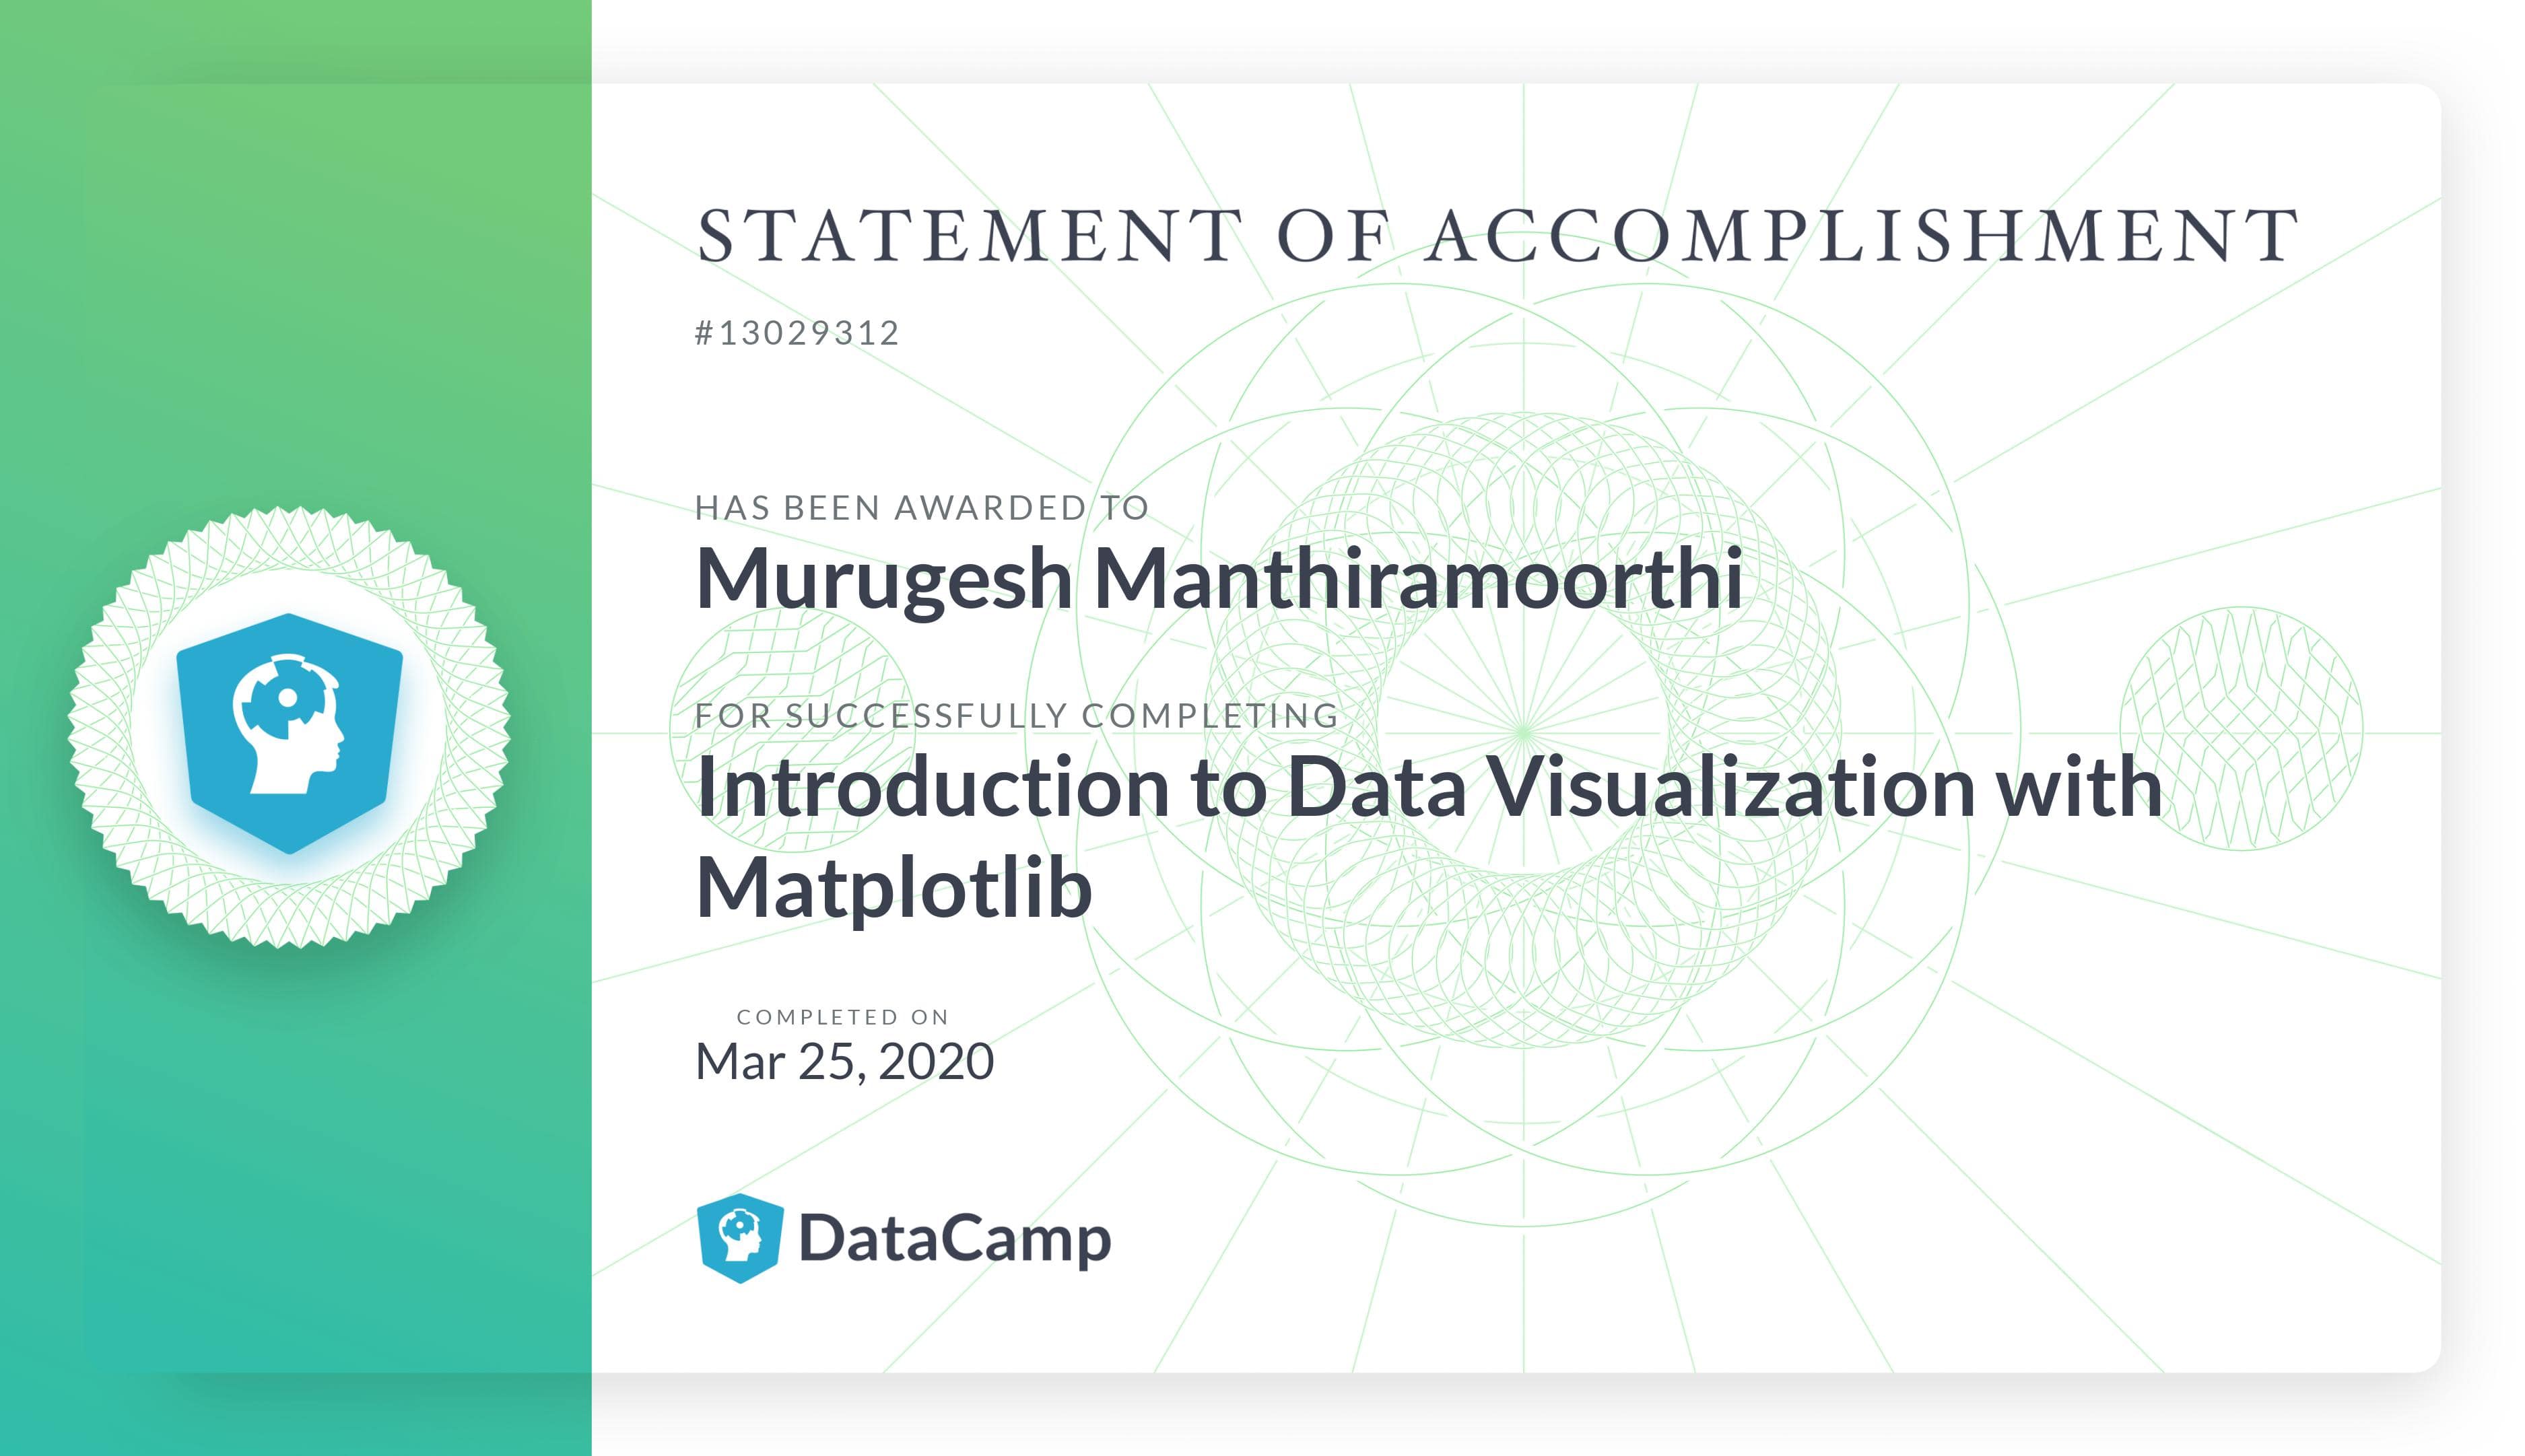 STATEMENT OF ACCOMPLISHMENT
#13029312
HAS BEEN AWARDED TO
Murugesh Manthiramoorthi
FOR SUCCESSFULLY COMPLETING
Introduction to Data Visualization with
Matplotlib
COMPLETED ON
Mar 25, 2020
DataCamp